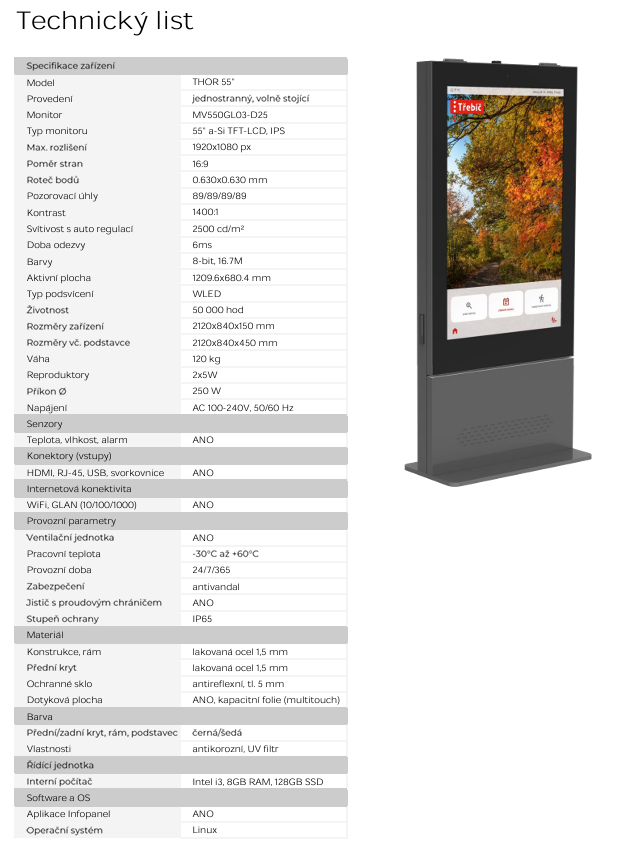 Technický list
Specifikace zařízení
Model THOR 55"
Provedení jednostranný, volně stojící
Monitor MV550GL03-D25
Typ monitoru 55" a-Si TFT-LCD, IPS
Max. rozlišení 1920x1080 px
Poměr stran 16:9
Roteč bodů 0.630x0.630 mm
Pozorovací úhly 89/89/89/89
Kontrast 1400:1
Svítivost s auto regulací 2500 cd/m²
Doba odezvy 6ms
Barvy 8-bit, 16.7M
Aktivní plocha 1209.6x680.4 mm
Typ podsvícení WLED
Životnost 50 000 hod
Rozměry zařízení 2120x840x150 mm
Rozměry vč. podstavce 2120x840x450 mm
Váha 120 kg
Reproduktory 2x5W
Příkon Ø 250 W
Napájení AC 100-240V, 50/60 Hz
Senzory
Teplota, vlhkost, alarm ANO
Konektory (vstupy)
HDMI, RJ-45, USB, svorkovnice ANO
Internetová konektivita
WiFi, GLAN (10/100/1000) ANO
Provozní parametry
Ventilační jednotka ANO
Pracovní teplota -30°C až +60°C
Provozní doba 24/7/365
Zabezpečení antivandal
Jistič s proudovým chráničem ANO
Stupeň ochrany IP65
Materiál
Konstrukce, rám lakovaná ocel 1,5 mm
Přední kryt lakovaná ocel 1,5 mm
Ochranné sklo antireflexní, tl. 5 mm
Dotyková plocha ANO, kapacitní folie (multitouch)
Barva
Přední/zadní kryt, rám, podstavec černá/šedá
Vlastnosti antikorozní, UV filtr
Řídící jednotka
Interní počítač Intel i3, 8GB RAM, 128GB SSD
Software a OS
Aplikace Infopanel ANO
Operační systém Linux
Třebíč